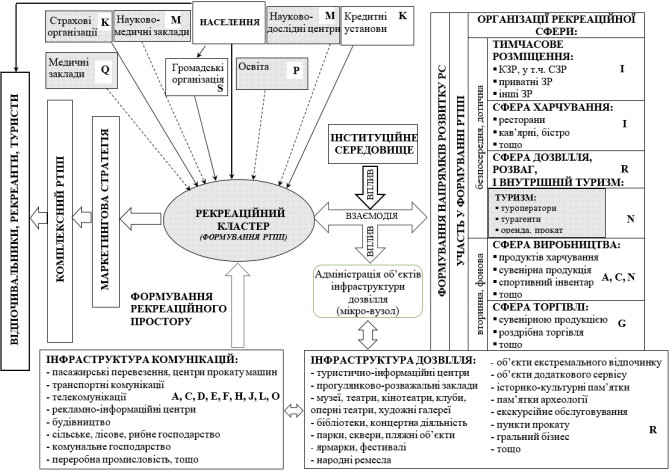 Страхові K
організації
Науково- M
медичні заклади
НАСЕЛЕННЯ
Науково- M
дослідні центри
Кредитні K
установи
Медичні
заклади Q
Громадські
організація
S
Освіта P
ВІДПОЧИВАЛЬНИКИ, РЕКРЕАНТИ, ТУРИСТИ
КОМПЛЕКСНИЙ РТПП
МАРКЕТИНГОВА СТРАТЕГІЯ
РЕКРЕАЦІЙНИЙ
КЛАСТЕР
(ФОРМУВАННЯ РТПП)
ІНСТИТУЦІЙНЕ
СЕРЕДОВИЩЕ
ВПЛИВ
ВЗАЄМОДІЯ
ВПЛИВ
Адміністрація об’єктів
інфраструктури
дозвілля
(мікро-вузол)
ФОРМУВАННЯ
РЕКРЕАЦІЙНОГО
ПРОСТОРУ
ФОРМУВАННЯ НАПРЯМКІВ РОЗВИТКУ РС
УЧАСТЬ У ФОРМУВАННІ РТПП
безпосередня, дотична
вторинна, фонова
ОРГАНІЗАЦІЇ РЕКРЕАЦІЙНОЇ
СФЕРИ:
ТИМЧАСОВЕ
РОЗМІЩЕННЯ:
▪ КЗР, у т.ч. СЗР I
▪ приватні ЗР
▪ інші ЗР
СФЕРА ХАРЧУВАННЯ:
▪ ресторани I
▪ кав’ярні, бістро
▪ тощо
СФЕРА ДОЗВІЛЛЯ,
РОЗВАГ, R
І ВНУТРІШНІЙ ТУРИЗМ:
ТУРИЗМ:
▪ туроператори
▪ турагенти N
▪ оренда, прокат
СФЕРА ВИРОБНИЦТВА:
▪ продуктів харчування
▪ сувенірна продукція
▪ спортивний інвентар A, C, N
▪ тощо
СФЕРА ТОРГІВЛІ:
▪ сувенірною продукцією
▪ роздрібна торгівля G
▪ тощо
ІНФРАСТРУКТУРА КОМУНІКАЦІЙ:
- пасажирські перевезення, центри прокату машин
- транспортні комунікації
- телекомунікації A, C, D, E, F, H, J, L, O
- рекламно-інформаційні центри
- будівництво
- сільське, лісове, рибне господарство
- комунальне господарство
- переробна промисловість, тощо
ІНФРАСТРУКТУРА ДОЗВІЛЛЯ:
- туристично-інформаційні центри
- прогулянково-розважальні заклади
- музеї, театри, кінотеатри, клуби,
оперні театри, художні галереї
- бібліотеки, концертна діяльність
- парки, сквери, пляжні об’єкти
- ярмарки, фестивалі
- народні ремесла
- об’єкти екстремального відпочинку
- об’єкти додаткового сервісу
- історико-культурні пам’ятки
- пам’ятки археології
- екскурсійне обслуговування
- пункти прокату
- гральний бізнес R
- тощо